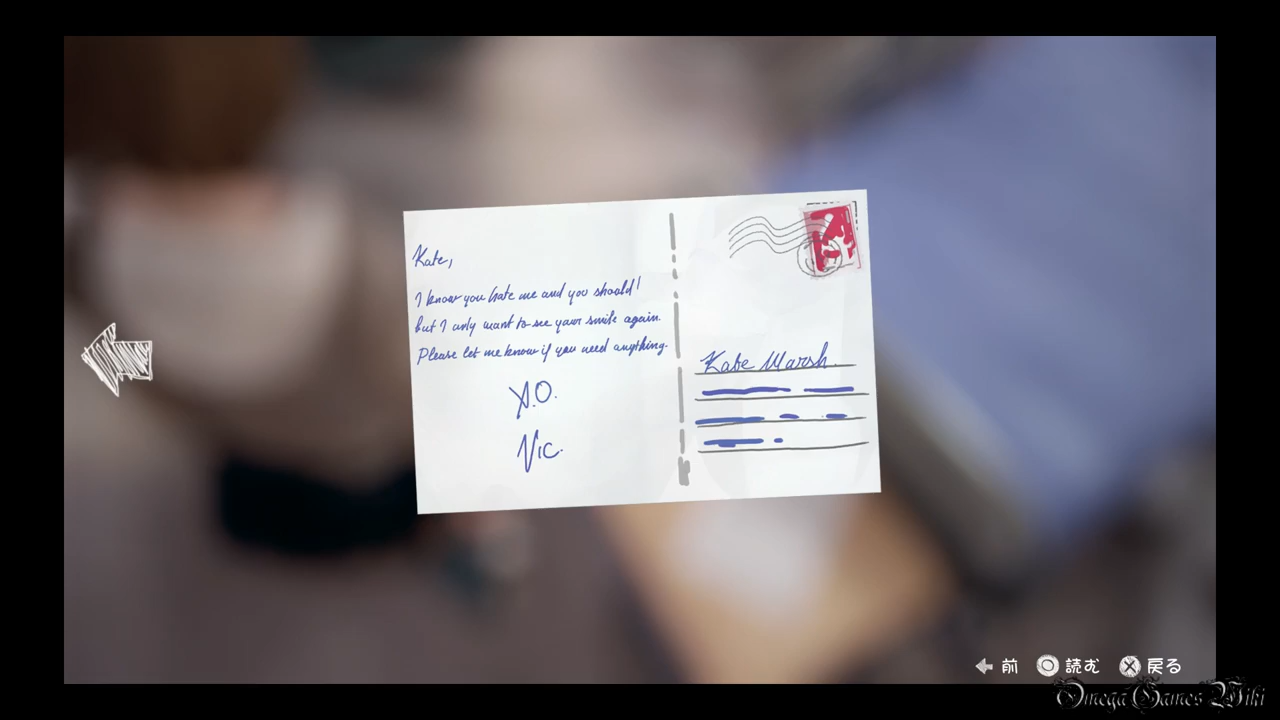 Kate,
I know you hate me and you should!
but I only want to see your smile again.
Please let me know if you need anything.
X.O.
Vic.
Kate Marsh
前
読む
戻る
Omega Games Wiki